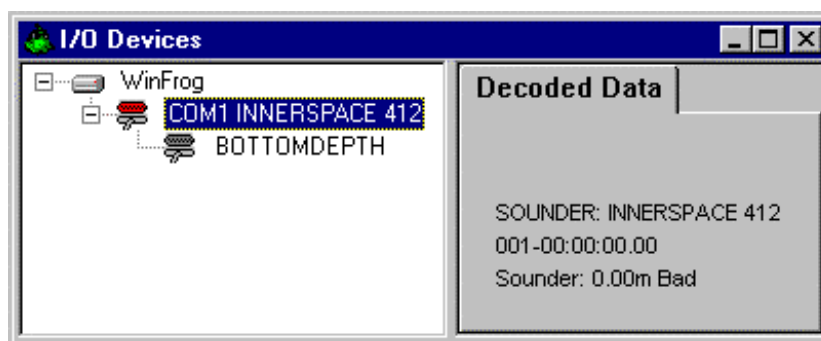 I/O Devices
WinFrog
COM1 INNERSPACE 412
BOTTOMDEPTH
Decoded Data
SOUNDER: INNERSPACE 412
001-00:00:00.00
Sounder: 0.00m Bad